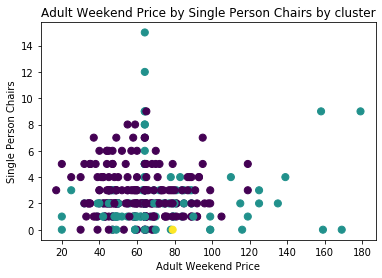 Adult Weekend Price by Single Person Chairs by cluster
14
12
10
8
6
4
2
0
Single Person Chairs
20 40 60 80 100 120 140 160 180
Adult Weekend Price